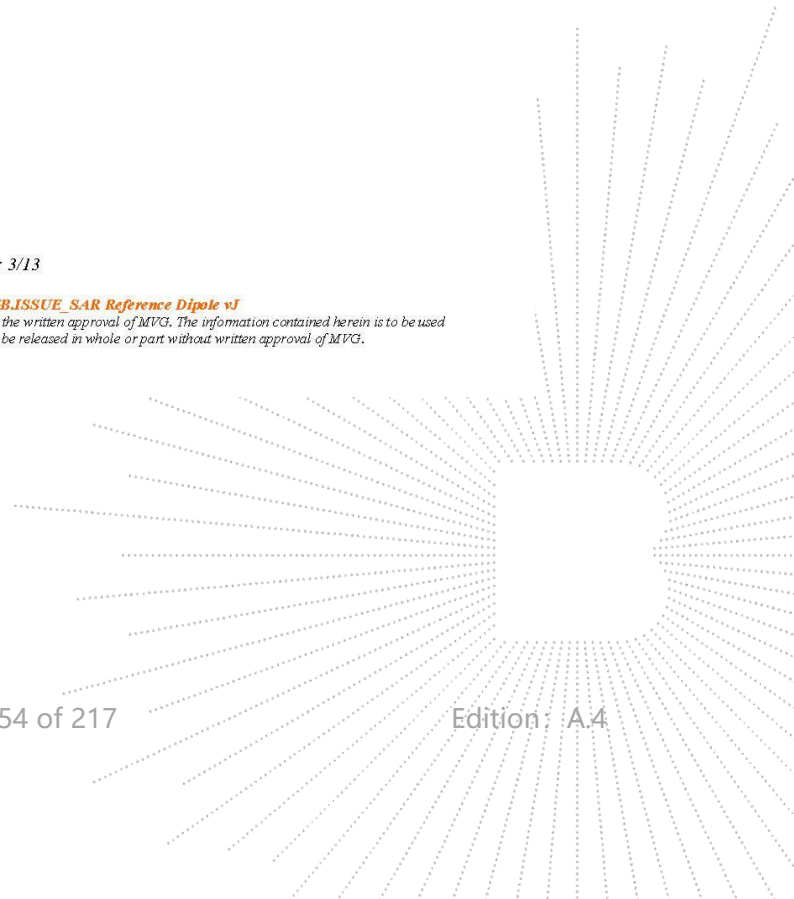 : 3/13
B.ISSUE_SAR Reference Dipole vJ
the written approval of MVG. The information contained herein is to be used
be released in whole or part without written approval of MVG.
54 of 217
Edition：A.4